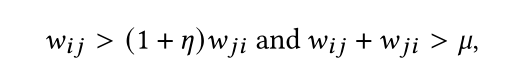 w_{ij} > (1 + η)w_{ji} and w_{ij} + w_{ji} > μ,